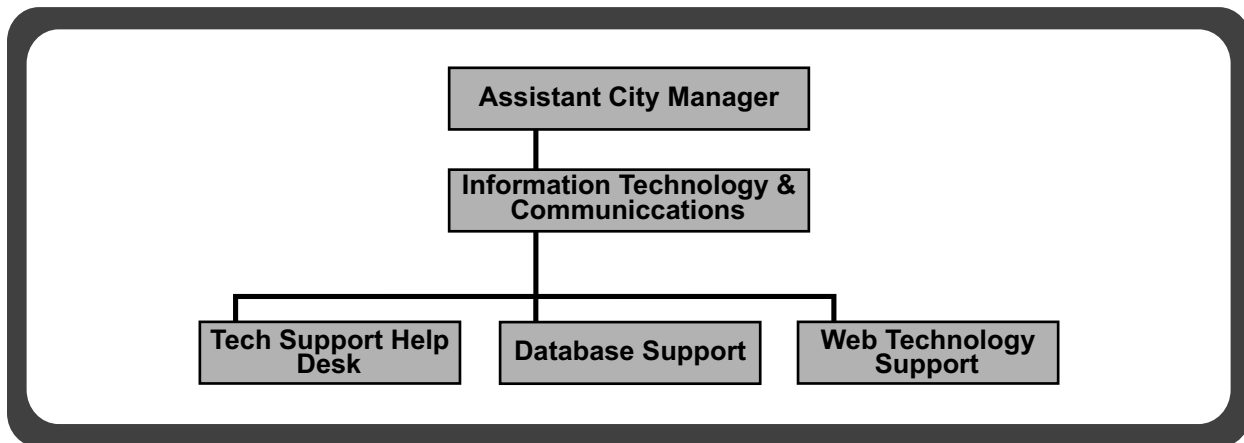 Assistant City Manager
Information Technology &
Communiccations
Tech Support Help
Desk
Database Support
Web Technology
Support